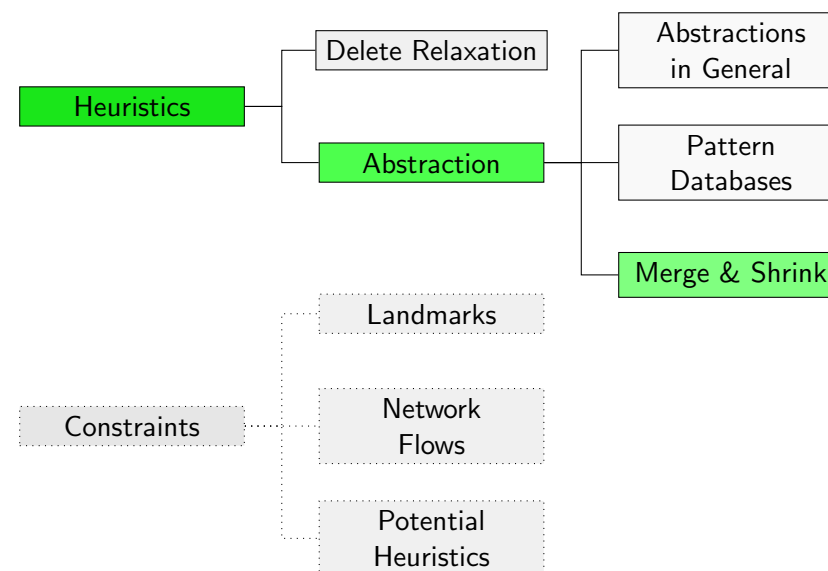 Heuristics
Delete Relaxation
Abstraction
Abstractions
in General
Pattern
Databases
Merge & Shrink
Constraints
Landmarks
Network
Flows
Potential
Heuristics